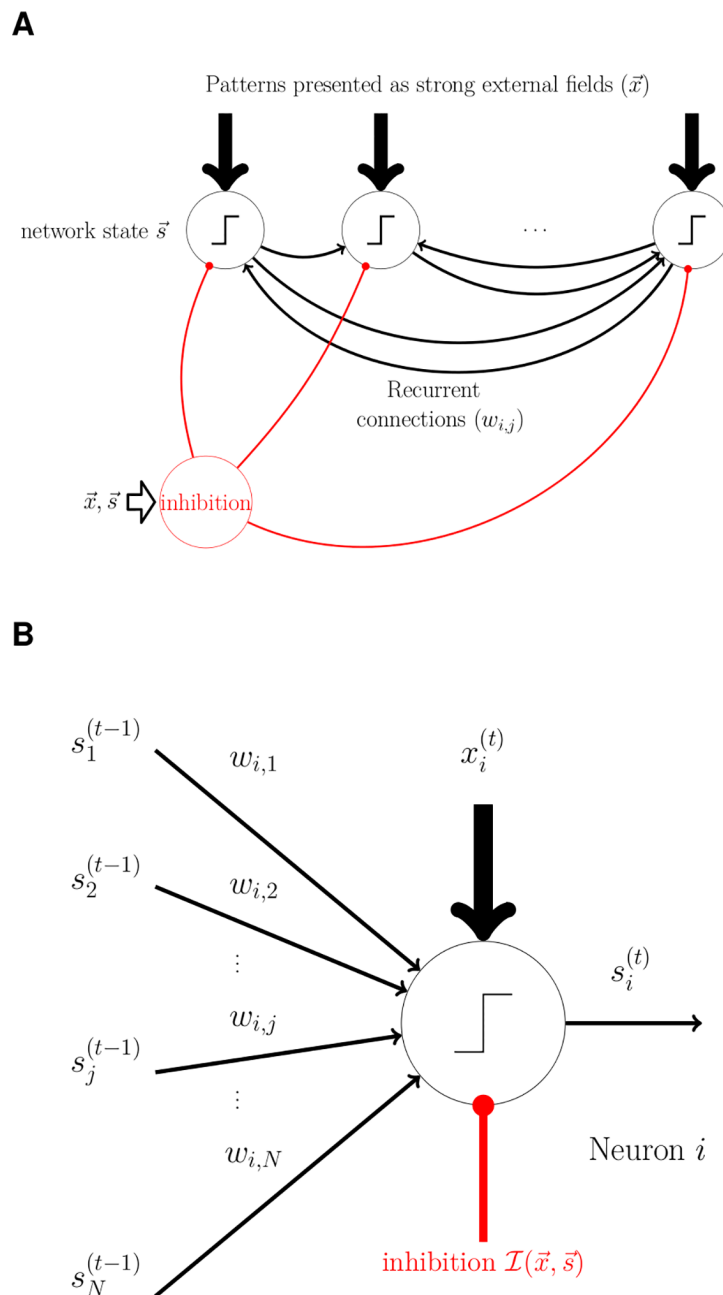 A
Patterns presented as strong external fields (x⃗)
network state s⃗
...
Recurrent
connections (w_{i,j})
x⃗, s⃗
inhibition
B
s_1^{(t−1)}
w_{i,1}
x_i^{(t)}
s_2^{(t−1)}
w_{i,2}
⋮
s_i^{(t)}
w_{i,j}
s_j^{(t−1)}
⋮
w_{i,N}
Neuron i
s_N^{(t−1)}
inhibition ℐ(x⃗, s⃗)